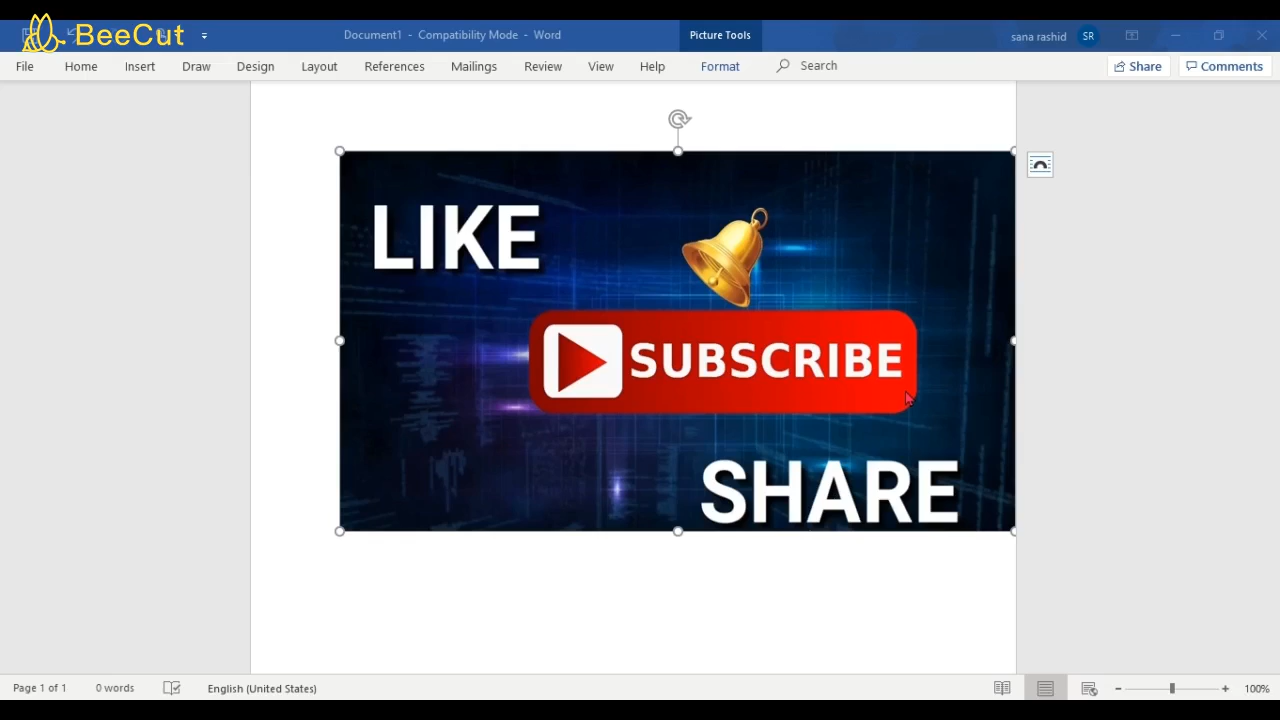 BeeCut
Document1 - Compatibility Mode - Word
Picture Tools
sana rashid
SR
File Home Insert Draw Design Layout References Mailings Review View Help Format Search Share Comments
LIKE
SUBSCRIBE
SHARE
Page 1 of 1 0 words English (United States) 100%